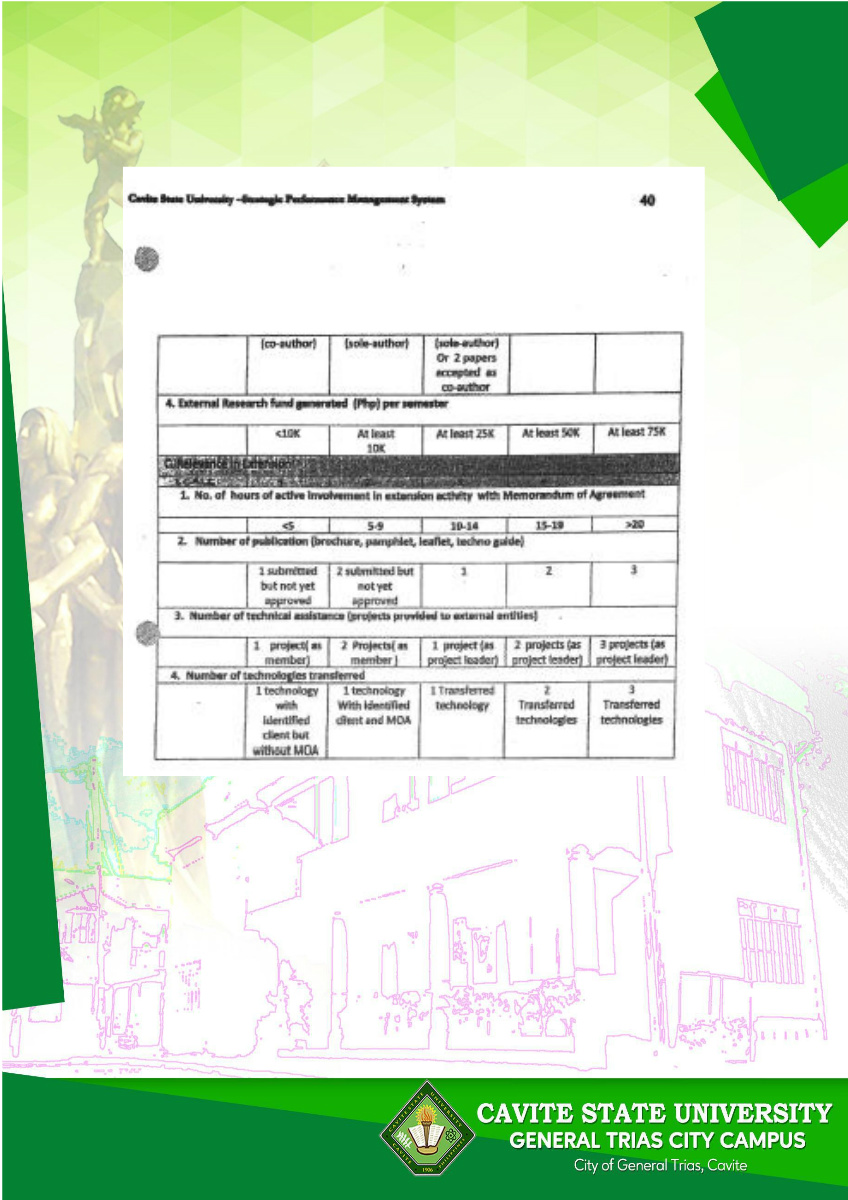 Cavite State University -Strategic Performance Management System 40
(co-author) (sole-author) (sole-author)
Or 2 papers
accepted as
co-author
4. External Research fund generated (Php) per semester
<10K At least At least 25K At least 50K At least 75K
10K
C. Relevance in Extension
1. No. of hours of active involvement in extension activity with Memorandum of Agreement
<5 5-9 10-14 15-19 >20
2. Number of publication (brochure, pamphlet, leaflet, techno guide)
1 submitted 2 submitted but 1 2 3
but not yet not yet
approved approved
3. Number of technical assistance (projects provided to external entities)
1 project( as 2 Projects( as 1 project (as 2 projects (as 3 projects (as
member) member ) project leader) project leader) project leader)
4. Number of technologies transferred
1 technology 1 technology 1 Transferred 2 3
with With identified technology Transferred Transferred
identified client and MOA technologies technologies
client but
without MOA
CAVITE STATE UNIVERSITY
GENERAL TRIAS CITY CAMPUS
City of General Trias, Cavite
CAVITE STATE UNIVERSITY
CAVITE
PHILIPPINES
1906